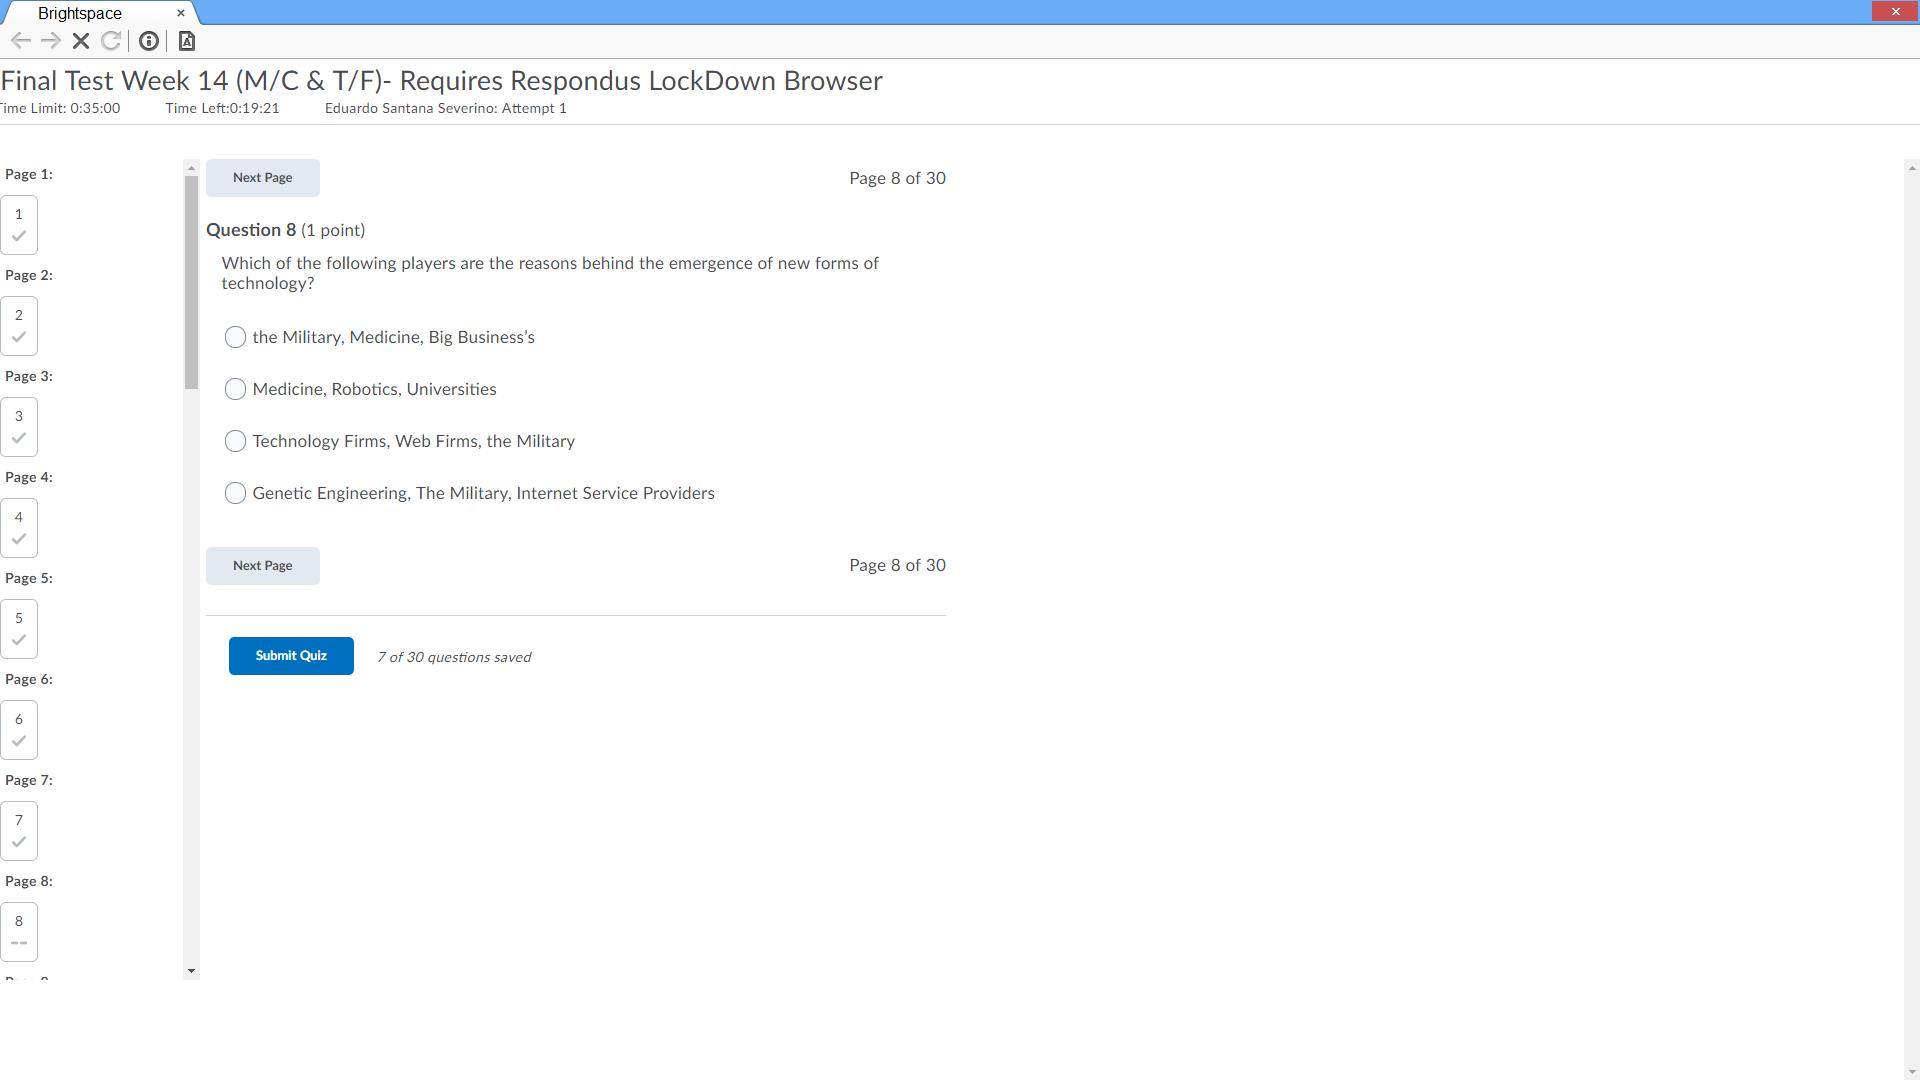 Brightspace
Final Test Week 14 (M/C & T/F)- Requires Respondus LockDown Browser
Time Limit: 0:35:00 Time Left:0:19:21 Eduardo Santana Severino: Attempt 1
Page 1:
1
Page 2:
2
Page 3:
3
Page 4:
4
Page 5:
5
Page 6:
6
Page 7:
7
Page 8:
8
Next Page Page 8 of 30
Question 8 (1 point)
Which of the following players are the reasons behind the emergence of new forms of
technology?
the Military, Medicine, Big Business’s
Medicine, Robotics, Universities
Technology Firms, Web Firms, the Military
Genetic Engineering, The Military, Internet Service Providers
Next Page Page 8 of 30
Submit Quiz 7 of 30 questions saved